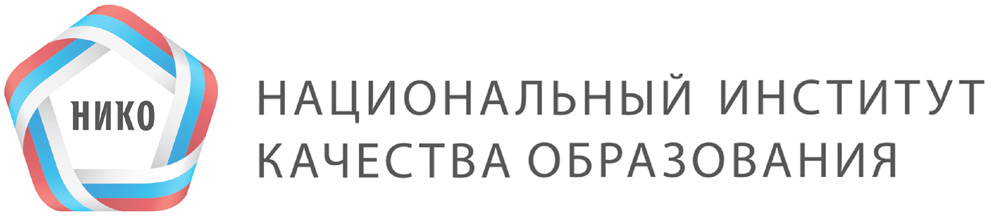 НИКО
НАЦИОНАЛЬНЫЙ ИНСТИТУТ
КАЧЕСТВА ОБРАЗОВАНИЯ